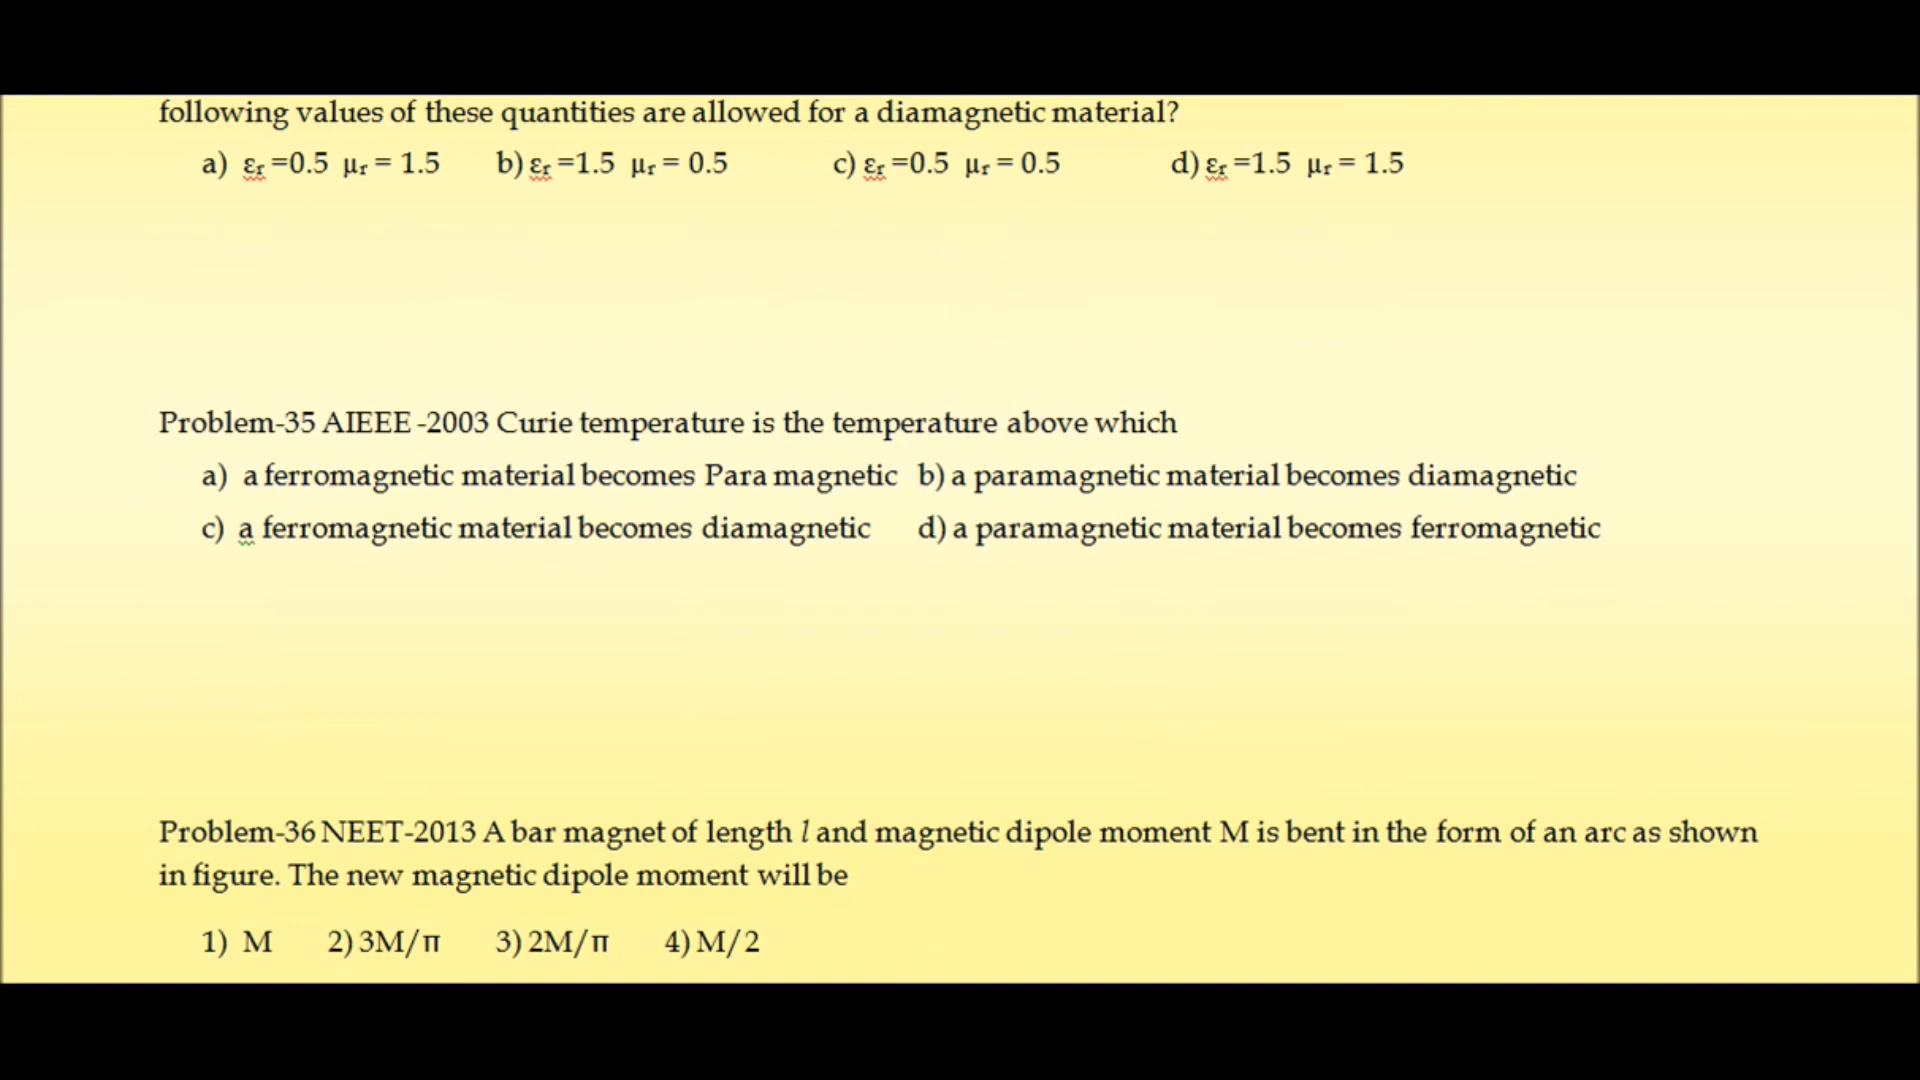 following values of these quantities are allowed for a diamagnetic material?
a) εr =0.5 μr = 1.5 b) εr =1.5 μr = 0.5 c) εr =0.5 μr = 0.5 d) εr =1.5 μr = 1.5
Problem-35 AIEEE -2003 Curie temperature is the temperature above which
a) a ferromagnetic material becomes Para magnetic b) a paramagnetic material becomes diamagnetic
c) a ferromagnetic material becomes diamagnetic d) a paramagnetic material becomes ferromagnetic
Problem-36 NEET-2013 A bar magnet of length l and magnetic dipole moment M is bent in the form of an arc as shown
in figure. The new magnetic dipole moment will be
1) M 2) 3M/π 3) 2M/π 4) M/2